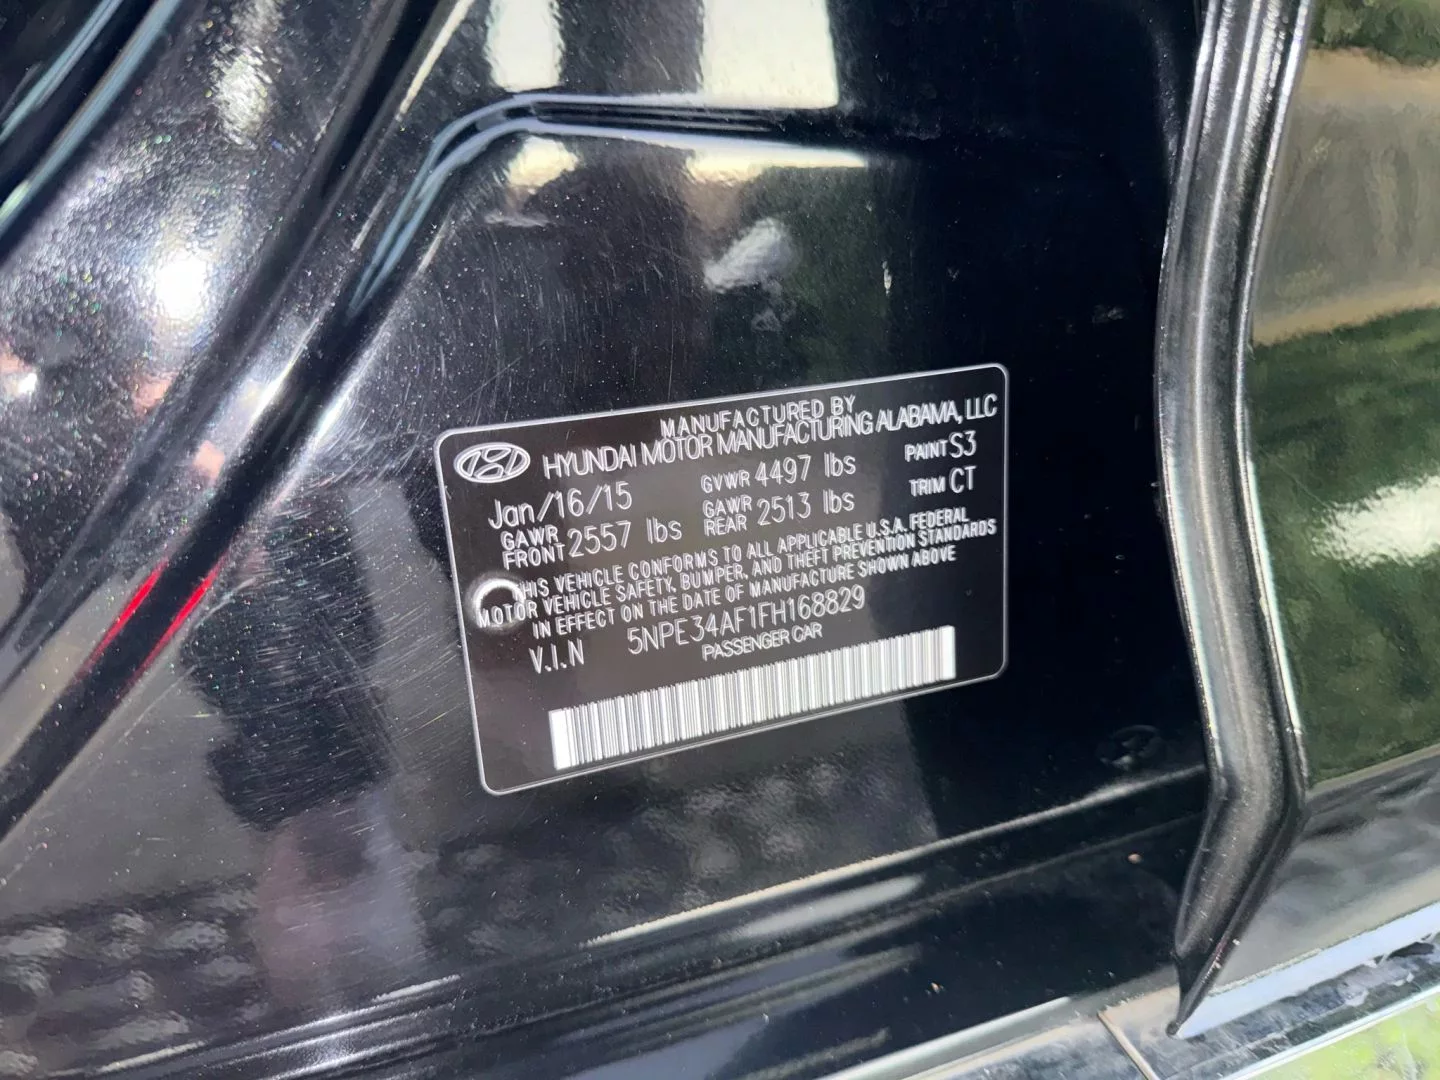 MANUFACTURED BY
HYUNDAI MOTOR MANUFACTURING ALABAMA, LLC
Jan/16/15 GVWR 4497 lbs PAINT S3
GAWR FRONT 2557 lbs GAWR REAR 2513 lbs TRIM CT
THIS VEHICLE CONFORMS TO ALL APPLICABLE U.S.A. FEDERAL
MOTOR VEHICLE SAFETY, BUMPER, AND THEFT PREVENTION STANDARDS
IN EFFECT ON THE DATE OF MANUFACTURE SHOWN ABOVE
V.I.N 5NPE34AF1FH168829
PASSENGER CAR